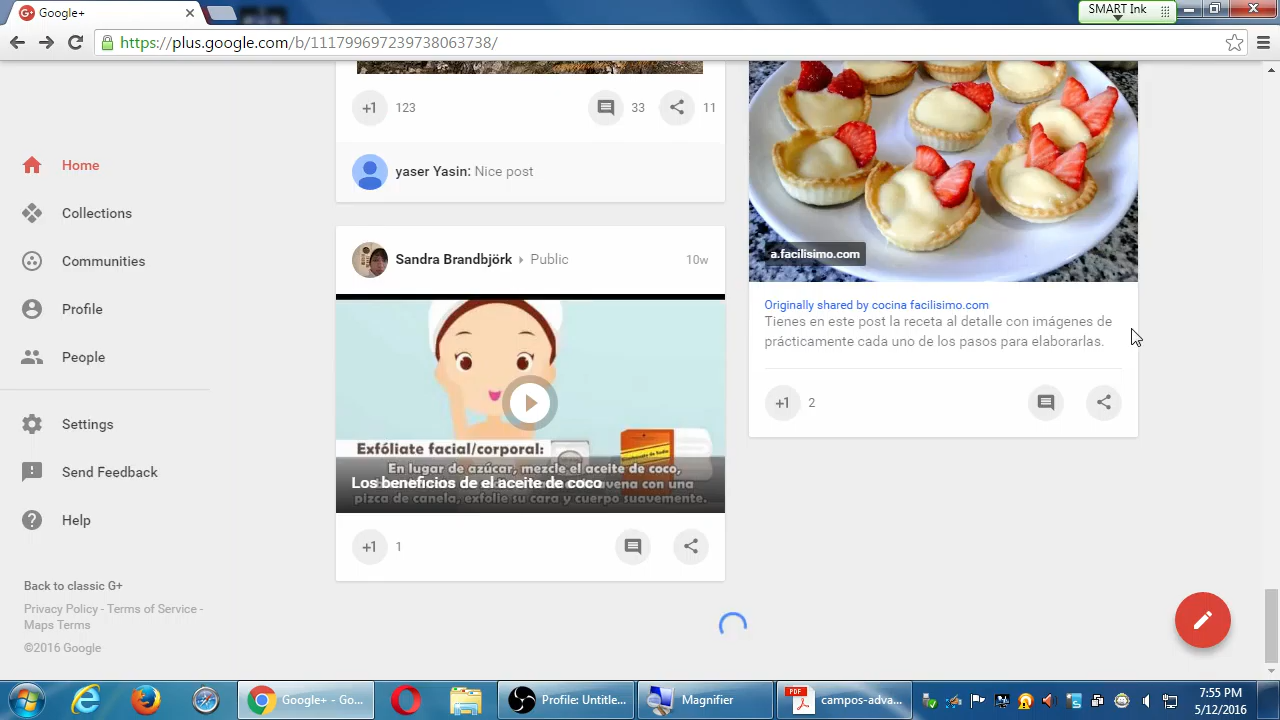 Google+
SMART Ink
https://plus.google.com/b/111799697239738063738/
Home
Collections
Communities
Profile
People
Settings
Send Feedback
Help
Back to classic G+
Privacy Policy - Terms of Service -
Maps Terms
©2016 Google
+1
123
33
11
yaser Yasin: Nice post
Sandra Brandbjörk
Public
10w
Exfóliate facial/corporal:
En lugar de azúcar, mezcle el aceite de coco,
avena con una
pizca de canela, exfolie su cara y cuerpo suavemente.
Los beneficios de el aceite de coco
+1
1
a.facilisimo.com
Originally shared by cocina facilisimo.com
Tienes en este post la receta al detalle con imágenes de
prácticamente cada uno de los pasos para elaborarlas.
+1
2
Google+ - Go...
Profile: Untitle...
Magnifier
PDF
campos-adva...
7:55 PM
5/12/2016